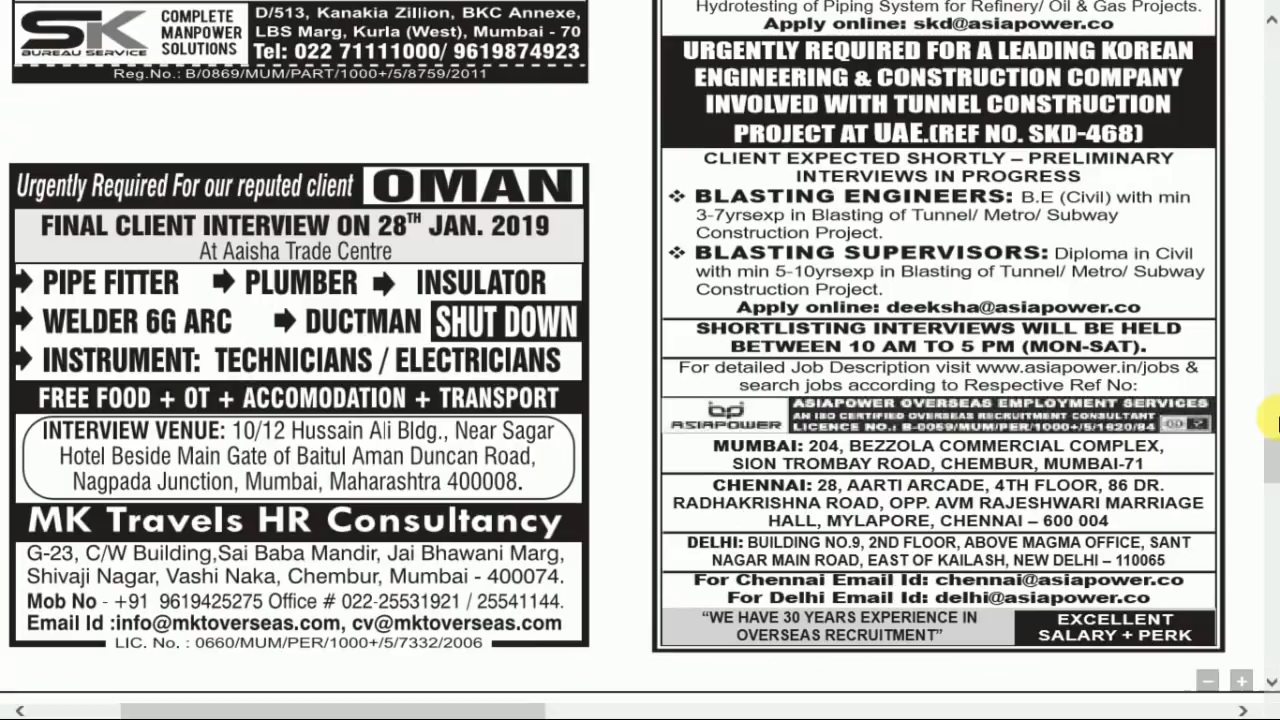 SK
BUREAU SERVICE
COMPLETE
MANPOWER
SOLUTIONS
D/513, Kanakia Zillion, BKC Annexe,
LBS Marg, Kurla (West), Mumbai - 70
Tel: 022 71111000/ 9619874923
Reg.No.: B/0869/MUM/PART/1000+/5/8759/2011
Urgently Required For our reputed client OMAN
FINAL CLIENT INTERVIEW ON 28TH JAN. 2019
At Aaisha Trade Centre
PIPE FITTER PLUMBER INSULATOR
WELDER 6G ARC DUCTMAN SHUT DOWN
INSTRUMENT: TECHNICIANS / ELECTRICIANS
FREE FOOD + OT + ACCOMODATION + TRANSPORT
INTERVIEW VENUE: 10/12 Hussain Ali Bldg., Near Sagar
Hotel Beside Main Gate of Baitul Aman Duncan Road,
Nagpada Junction, Mumbai, Maharashtra 400008.
MK Travels HR Consultancy
G-23, C/W Building,Sai Baba Mandir, Jai Bhawani Marg,
Shivaji Nagar, Vashi Naka, Chembur, Mumbai - 400074.
Mob No - +91 9619425275 Office # 022-25531921 / 25541144.
Email Id :info@mktoverseas.com, cv@mktoverseas.com
LIC. No. : 0660/MUM/PER/1000+/5/7332/2006
Hydrotesting of Piping System for Refinery/ Oil & Gas Projects.
Apply online: skd@asiapower.co
URGENTLY REQUIRED FOR A LEADING KOREAN
ENGINEERING & CONSTRUCTION COMPANY
INVOLVED WITH TUNNEL CONSTRUCTION
PROJECT AT UAE.(REF NO. SKD-468)
CLIENT EXPECTED SHORTLY – PRELIMINARY
INTERVIEWS IN PROGRESS
❖ BLASTING ENGINEERS: B.E (Civil) with min
3-7yrsexp in Blasting of Tunnel/ Metro/ Subway
Construction Project.
❖ BLASTING SUPERVISORS: Diploma in Civil
with min 5-10yrsexp in Blasting of Tunnel/ Metro/ Subway
Construction Project.
Apply online: deeksha@asiapower.co
SHORTLISTING INTERVIEWS WILL BE HELD
BETWEEN 10 AM TO 5 PM (MON-SAT).
For detailed Job Description visit www.asiapower.in/jobs &
search jobs according to Respective Ref No:
ASIAPOWER
ASIAPOWER OVERSEAS EMPLOYMENT SERVICES
AN ISO CERTIFIED OVERSEAS RECRUITMENT CONSULTANT
LICENCE NO.: B-0059/MUM/PER/1000+/5/1620/84
MUMBAI: 204, BEZZOLA COMMERCIAL COMPLEX,
SION TROMBAY ROAD, CHEMBUR, MUMBAI-71
CHENNAI: 28, AARTI ARCADE, 4TH FLOOR, 86 DR.
RADHAKRISHNA ROAD, OPP. AVM RAJESHWARI MARRIAGE
HALL, MYLAPORE, CHENNAI – 600 004
DELHI: BUILDING NO.9, 2ND FLOOR, ABOVE MAGMA OFFICE, SANT
NAGAR MAIN ROAD, EAST OF KAILASH, NEW DELHI – 110065
For Chennai Email Id: chennai@asiapower.co
For Delhi Email Id: delhi@asiapower.co
“WE HAVE 30 YEARS EXPERIENCE IN
OVERSEAS RECRUITMENT”
EXCELLENT
SALARY + PERK